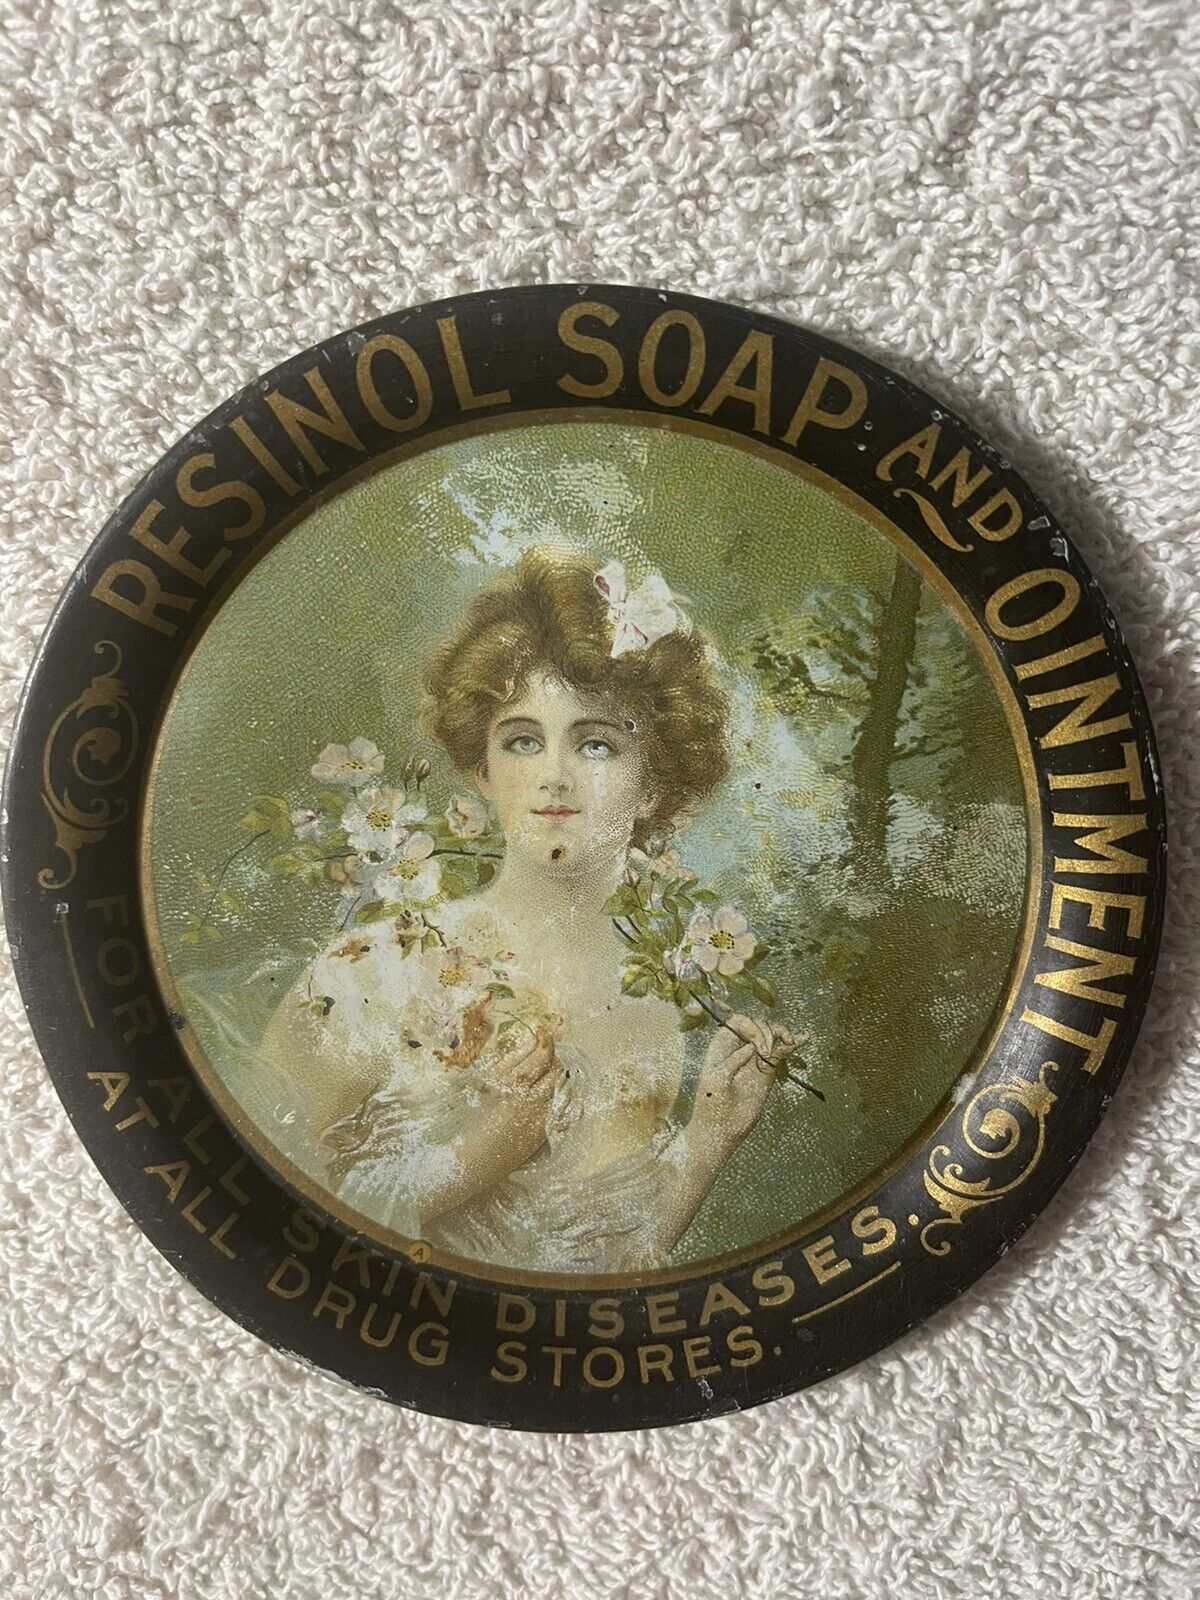 RESINOL SOAP AND OINTMENT
FOR ALL SKIN DISEASES.
AT ALL DRUG STORES.
A